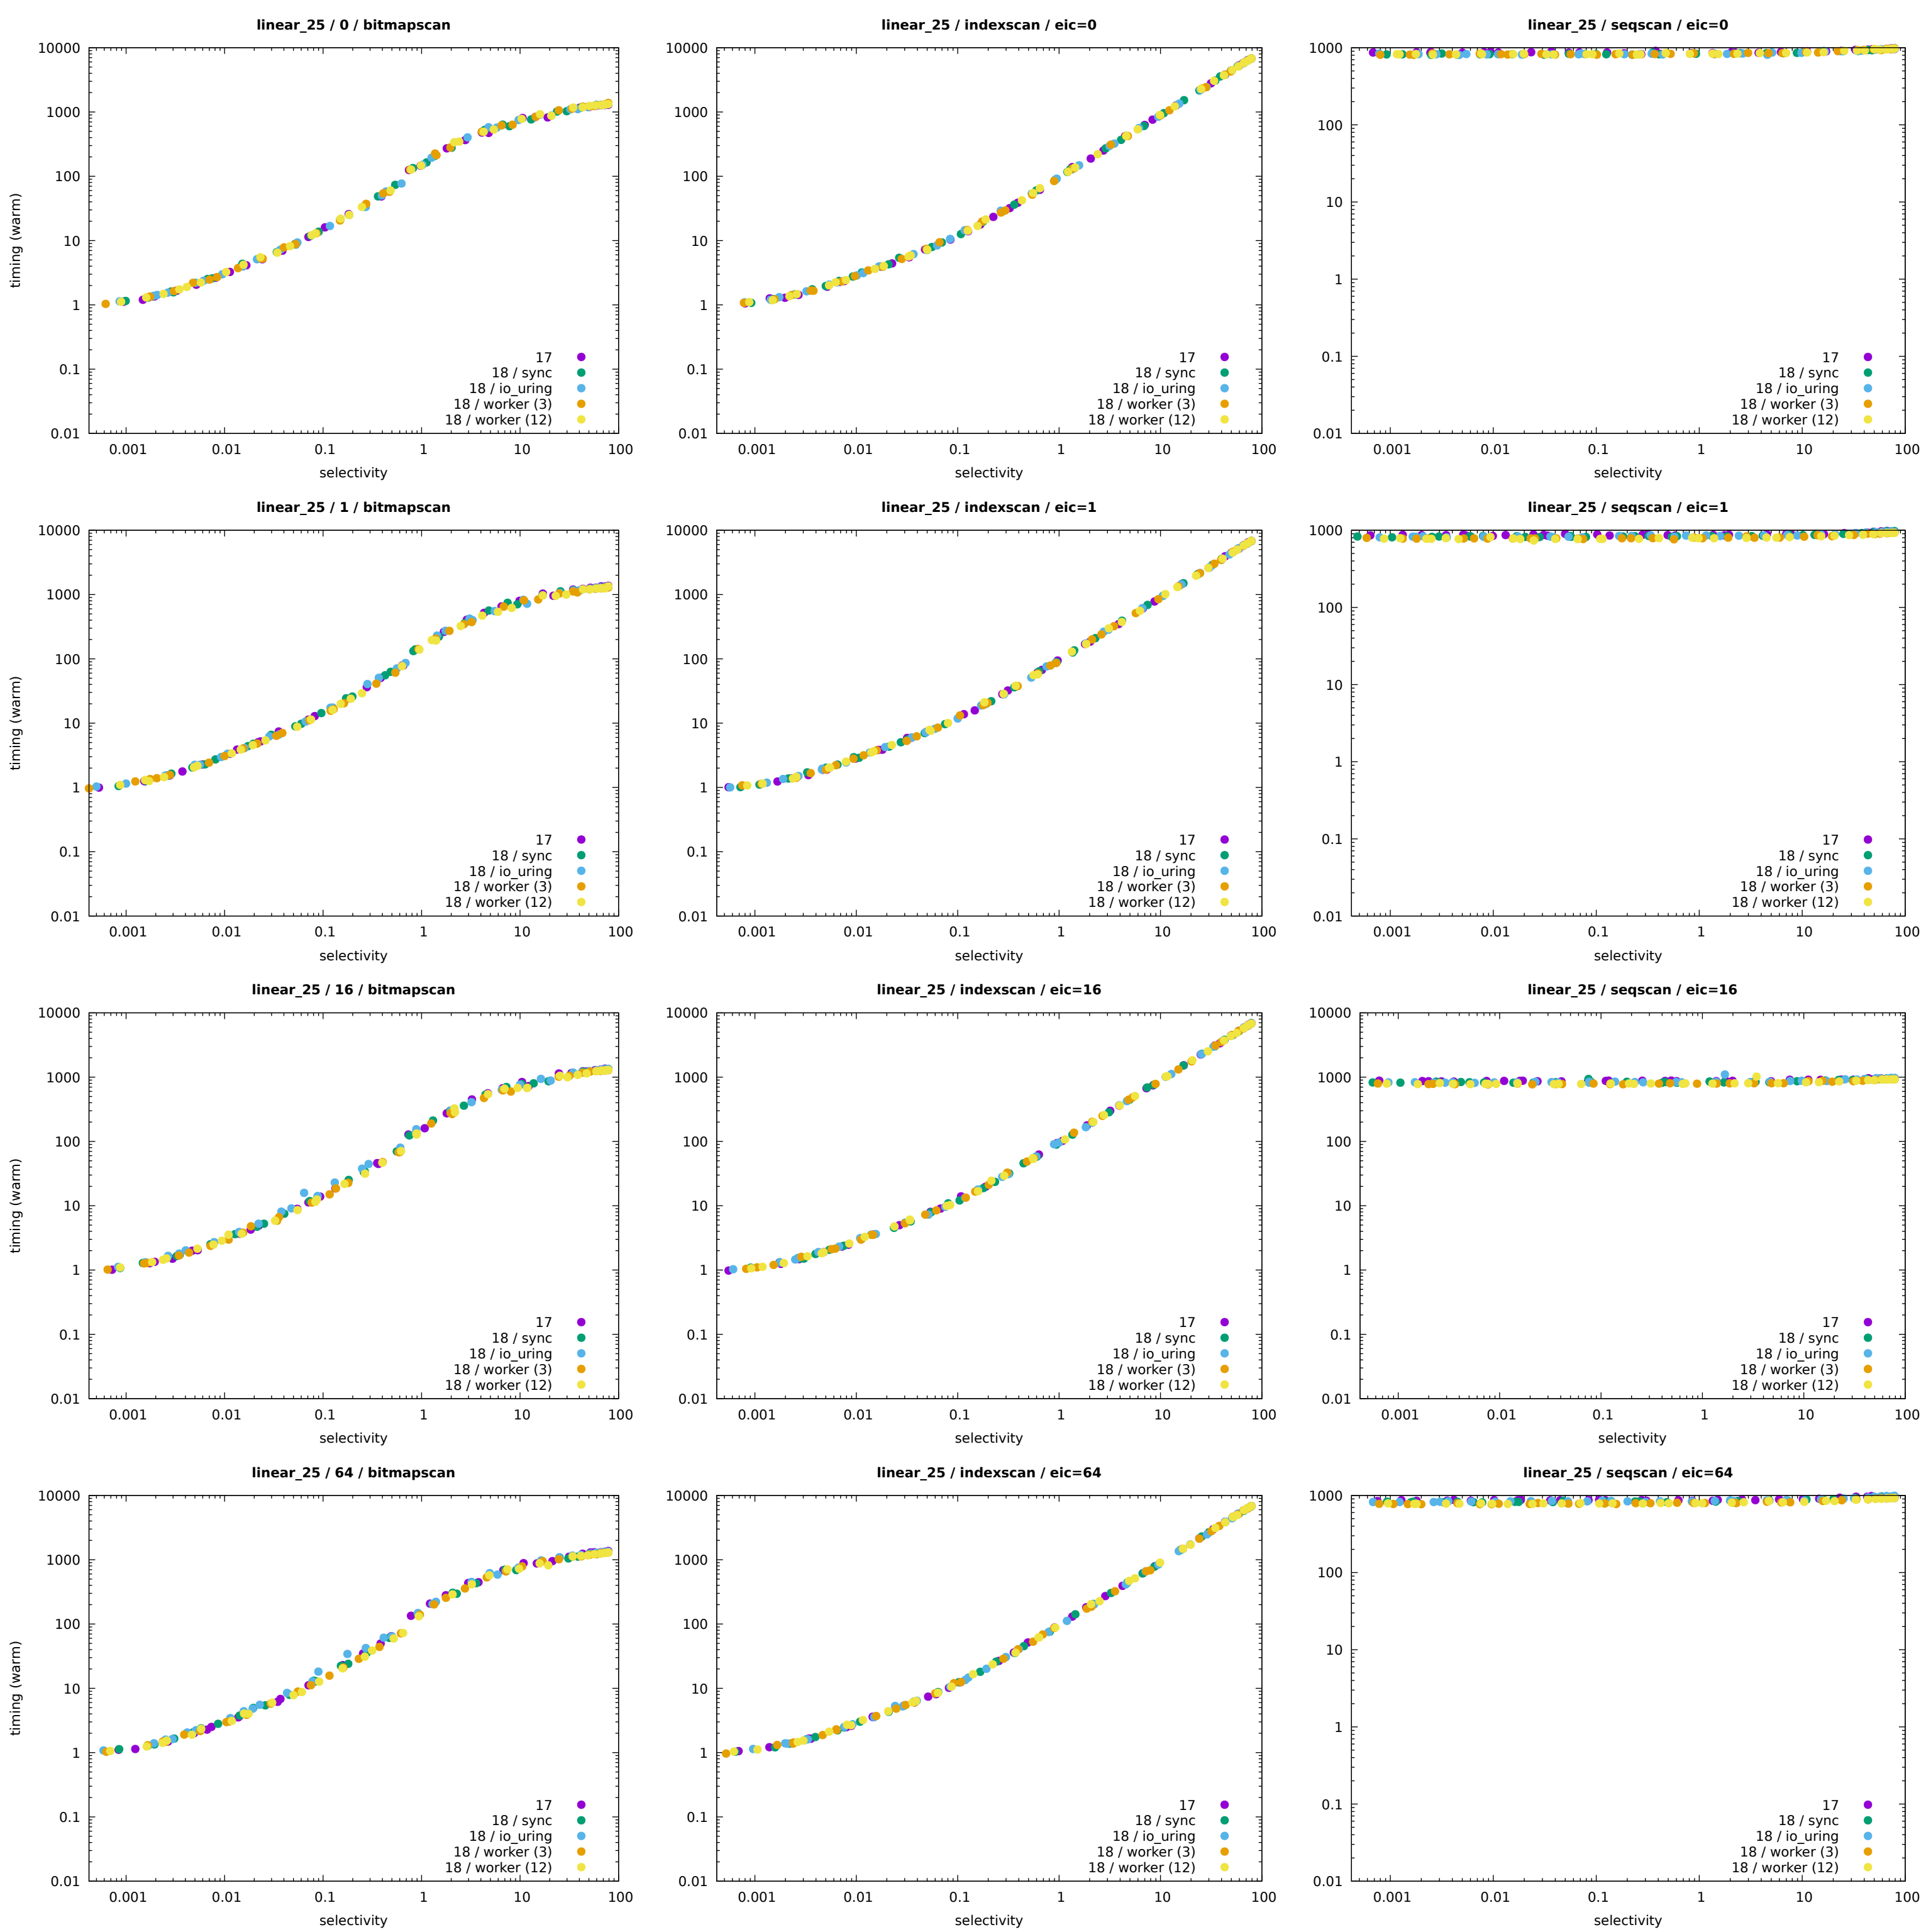 linear_25 / 0 / bitmapscan
10000
1000
100
10
1
0.1
0.01
timing (warm)
17
18 / sync
18 / io_uring
18 / worker (3)
18 / worker (12)
0.001 0.01 0.1 1 10 100
selectivity
linear_25 / indexscan / eic=0
10000
1000
100
10
1
0.1
0.01
17
18 / sync
18 / io_uring
18 / worker (3)
18 / worker (12)
0.001 0.01 0.1 1 10 100
selectivity
linear_25 / seqscan / eic=0
1000
100
10
1
0.1
0.01
17
18 / sync
18 / io_uring
18 / worker (3)
18 / worker (12)
0.001 0.01 0.1 1 10 100
selectivity
linear_25 / 1 / bitmapscan
10000
1000
100
10
1
0.1
0.01
timing (warm)
17
18 / sync
18 / io_uring
18 / worker (3)
18 / worker (12)
0.001 0.01 0.1 1 10 100
selectivity
linear_25 / indexscan / eic=1
10000
1000
100
10
1
0.1
0.01
17
18 / sync
18 / io_uring
18 / worker (3)
18 / worker (12)
0.001 0.01 0.1 1 10 100
selectivity
linear_25 / seqscan / eic=1
1000
100
10
1
0.1
0.01
17
18 / sync
18 / io_uring
18 / worker (3)
18 / worker (12)
0.001 0.01 0.1 1 10 100
selectivity
linear_25 / 16 / bitmapscan
10000
1000
100
10
1
0.1
0.01
timing (warm)
17
18 / sync
18 / io_uring
18 / worker (3)
18 / worker (12)
0.001 0.01 0.1 1 10 100
selectivity
linear_25 / indexscan / eic=16
10000
1000
100
10
1
0.1
0.01
17
18 / sync
18 / io_uring
18 / worker (3)
18 / worker (12)
0.001 0.01 0.1 1 10 100
selectivity
linear_25 / seqscan / eic=16
10000
1000
100
10
1
0.1
0.01
17
18 / sync
18 / io_uring
18 / worker (3)
18 / worker (12)
0.001 0.01 0.1 1 10 100
selectivity
linear_25 / 64 / bitmapscan
10000
1000
100
10
1
0.1
0.01
timing (warm)
17
18 / sync
18 / io_uring
18 / worker (3)
18 / worker (12)
0.001 0.01 0.1 1 10 100
selectivity
linear_25 / indexscan / eic=64
10000
1000
100
10
1
0.1
0.01
17
18 / sync
18 / io_uring
18 / worker (3)
18 / worker (12)
0.001 0.01 0.1 1 10 100
selectivity
linear_25 / seqscan / eic=64
1000
100
10
1
0.1
0.01
17
18 / sync
18 / io_uring
18 / worker (3)
18 / worker (12)
0.001 0.01 0.1 1 10 100
selectivity